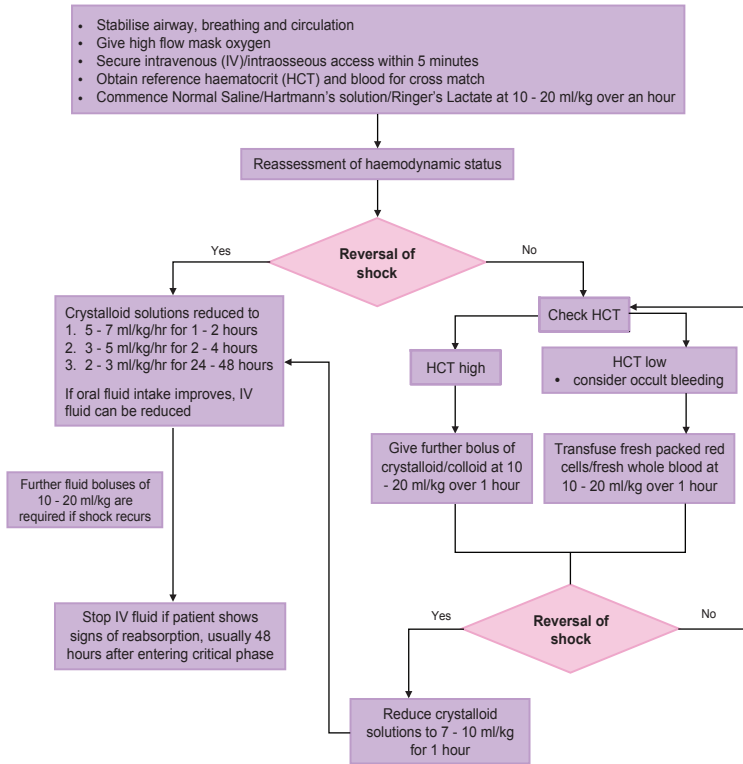 • Stabilise airway, breathing and circulation
• Give high flow mask oxygen
• Secure intravenous (IV)/intraosseous access within 5 minutes
• Obtain reference haematocrit (HCT) and blood for cross match
• Commence Normal Saline/Hartmann's solution/Ringer's Lactate at 10 - 20 ml/kg over an hour
Reassessment of haemodynamic status
Reversal of
shock
Yes
No
Crystalloid solutions reduced to
1. 5 - 7 ml/kg/hr for 1 - 2 hours
2. 3 - 5 ml/kg/hr for 2 - 4 hours
3. 2 - 3 ml/kg/hr for 24 - 48 hours
If oral fluid intake improves, IV
fluid can be reduced
Check HCT
HCT high
HCT low
• consider occult bleeding
Give further bolus of
crystalloid/colloid at 10
- 20 ml/kg over 1 hour
Transfuse fresh packed red
cells/fresh whole blood at
10 - 20 ml/kg over 1 hour
Further fluid boluses of
10 - 20 ml/kg are
required if shock recurs
Stop IV fluid if patient shows
signs of reabsorption, usually 48
hours after entering critical phase
Yes
Reversal of
shock
No
Reduce crystalloid
solutions to 7 - 10 ml/kg
for 1 hour